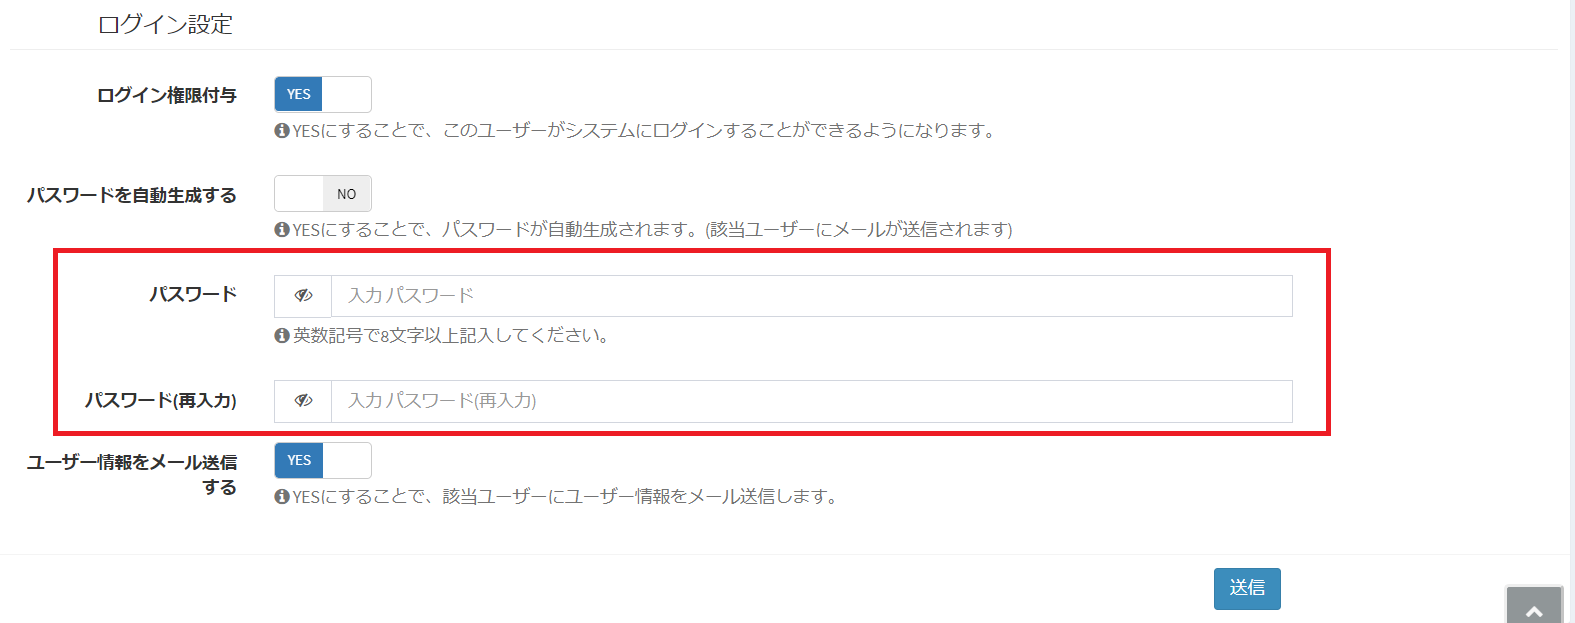 ログイン設定
ログイン権限付与
YES
YESにすることで、このユーザーがシステムにログインすることができるようになります。
パスワードを自動生成する
NO
YESにすることで、パスワードが自動生成されます。(該当ユーザーにメールが送信されます)
パスワード
入力 パスワード
英数記号で8文字以上記入してください。
パスワード(再入力)
入力 パスワード(再入力)
ユーザー情報をメール送信
する
YES
YESにすることで、該当ユーザーにユーザー情報をメール送信します。
送信